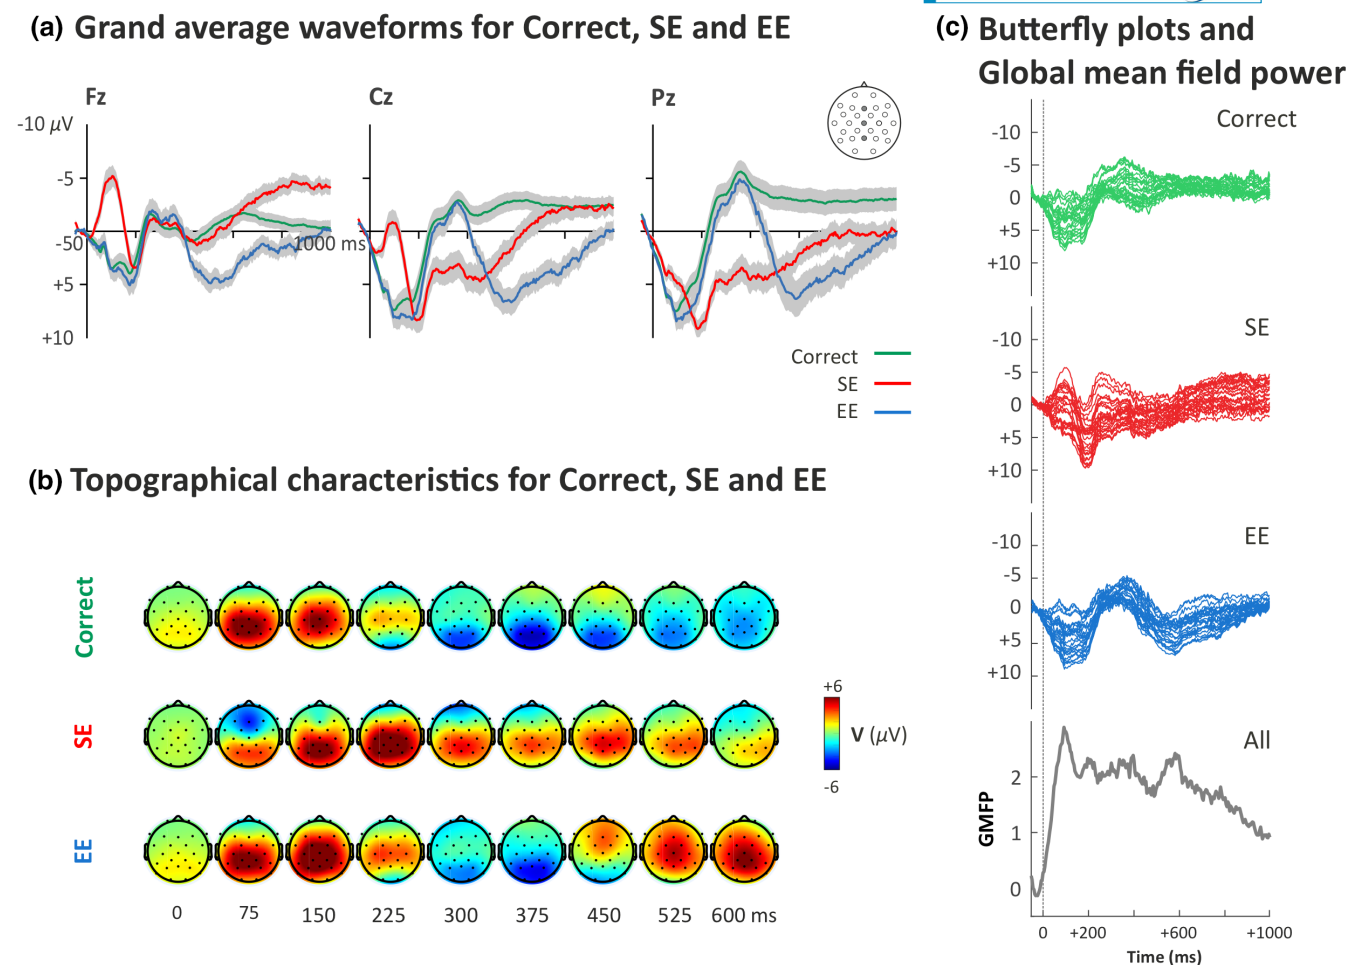 (a) Grand average waveforms for Correct, SE and EE
Fz
Cz
Pz
-10 μV
-5
-50
1000 ms
+5
+10
Correct
SE
EE
(b) Topographical characteristics for Correct, SE and EE
Correct
SE
EE
0 75 150 225 300 375 450 525 600 ms
+6
V (μV)
-6
(c) Butterfly plots and
Global mean field power
Correct
-10
-5
0
+5
+10
SE
-10
-5
0
+5
+10
EE
-10
-5
0
+5
+10
All
GMFP
2
1
0
0 +200 +600 +1000
Time (ms)